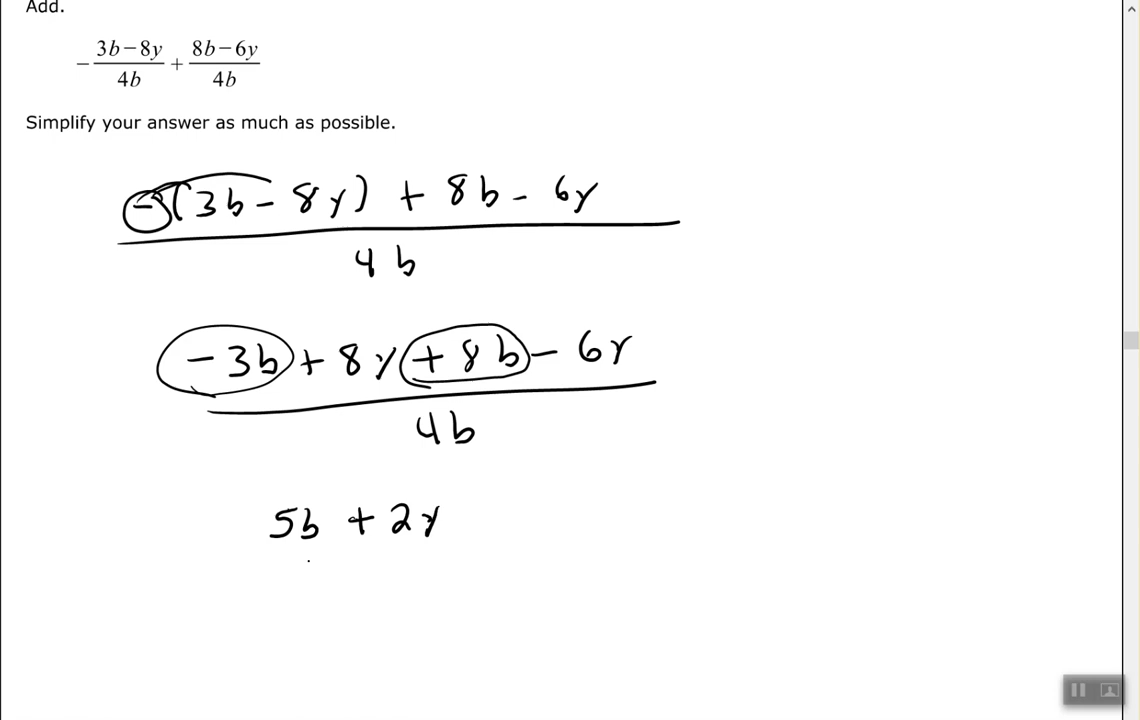 Add.
3b−8y 8b−6y
− +
4b 4b
Simplify your answer as much as possible.
−(3b − 8y) + 8b − 6y
4b
−3b + 8y + 8b − 6y
4b
5b + 2y